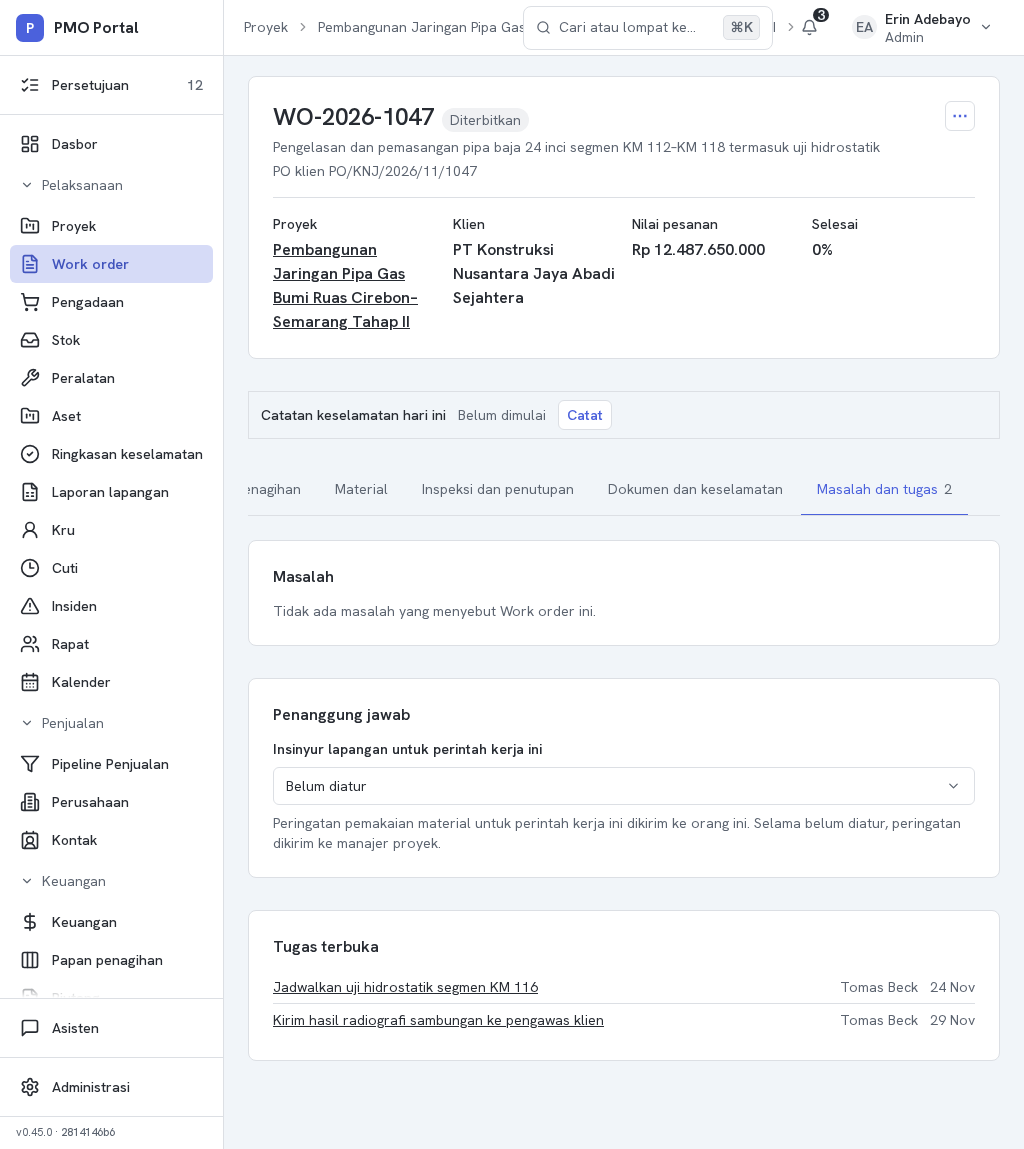 P PMO Portal
Proyek
Pembangunan Jaringan Pipa Gas
Cari atau lompat ke...
⌘K
3
EA
Erin Adebayo
Admin
Persetujuan 12
Dasbor
Pelaksanaan
Proyek
Work order
Pengadaan
Stok
Peralatan
Aset
Ringkasan keselamatan
Laporan lapangan
Kru
Cuti
Insiden
Rapat
Kalender
Penjualan
Pipeline Penjualan
Perusahaan
Kontak
Keuangan
Keuangan
Papan penagihan
Asisten
Administrasi
v0.45.0 · 2814146b6
WO-2026-1047 Diterbitkan
Pengelasan dan pemasangan pipa baja 24 inci segmen KM 112–KM 118 termasuk uji hidrostatik
PO klien PO/KNJ/2026/11/1047
Proyek
Pembangunan
Jaringan Pipa Gas
Bumi Ruas Cirebon–
Semarang Tahap II
Klien
PT Konstruksi
Nusantara Jaya Abadi
Sejahtera
Nilai pesanan
Rp 12.487.650.000
Selesai
0%
Catatan keselamatan hari ini Belum dimulai Catat
enagihan Material Inspeksi dan penutupan Dokumen dan keselamatan Masalah dan tugas 2
Masalah
Tidak ada masalah yang menyebut Work order ini.
Penanggung jawab
Insinyur lapangan untuk perintah kerja ini
Belum diatur
Peringatan pemakaian material untuk perintah kerja ini dikirim ke orang ini. Selama belum diatur, peringatan
dikirim ke manajer proyek.
Tugas terbuka
Jadwalkan uji hidrostatik segmen KM 116 Tomas Beck 24 Nov
Kirim hasil radiografi sambungan ke pengawas klien Tomas Beck 29 Nov